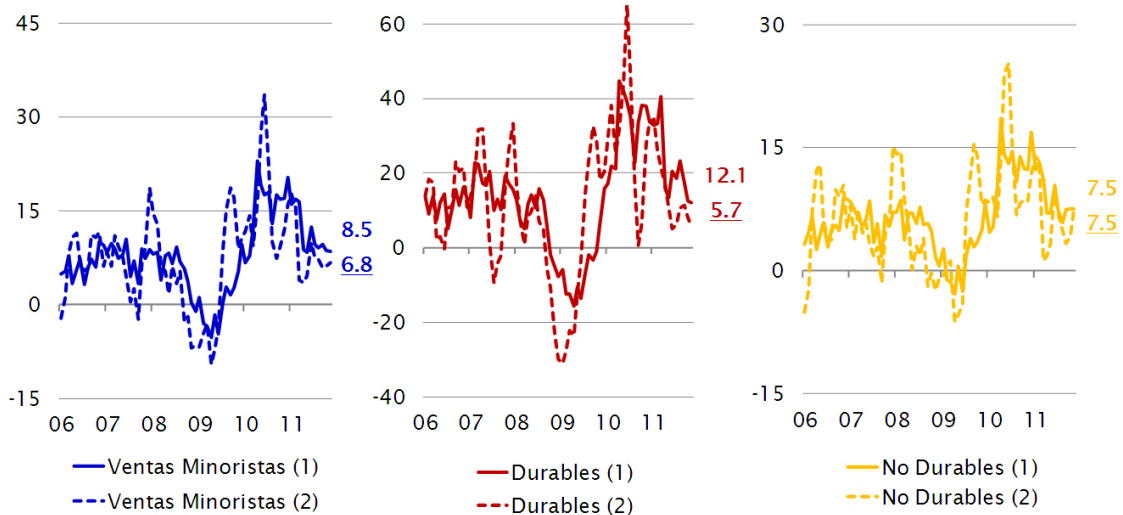 45
30
15
0
-15
06 07 08 09 10 11
8.5
6.8
Ventas Minoristas (1)
Ventas Minoristas (2)
60
40
20
0
-20
-40
06 07 08 09 10 11
12.1
5.7
Durables (1)
Durables (2)
30
15
0
-15
06 07 08 09 10 11
7.5
7.5
No Durables (1)
No Durables (2)